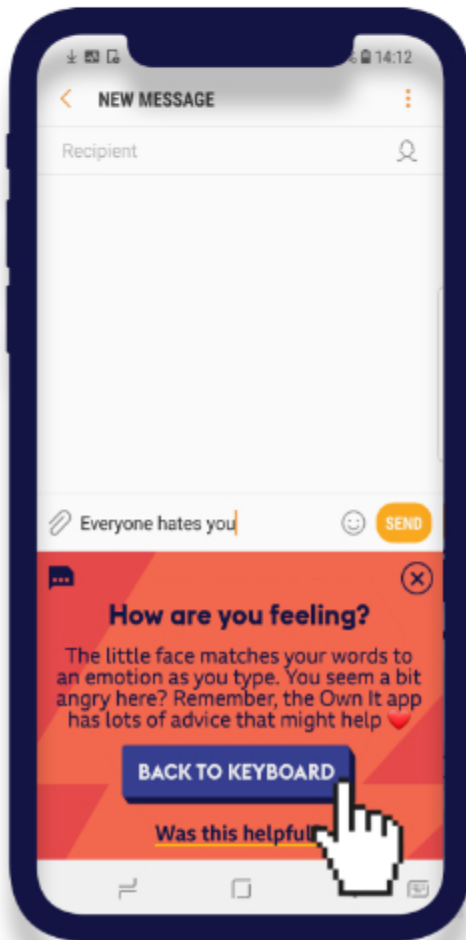 14:12
NEW MESSAGE
Recipient
Everyone hates you
SEND
How are you feeling?
The little face matches your words to
an emotion as you type. You seem a bit
angry here? Remember, the Own It app
has lots of advice that might help ❤️
BACK TO KEYBOARD
Was this helpful